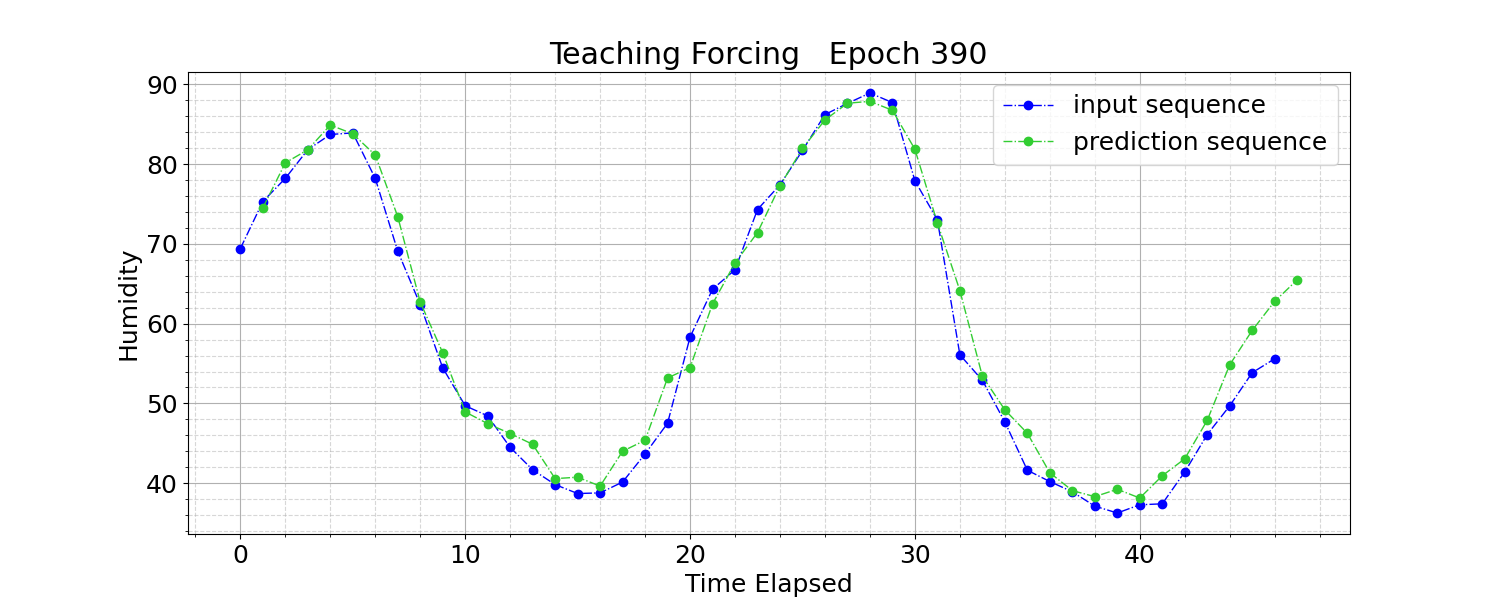 Teaching Forcing   Epoch 390
90
80
70
60
50
40
Humidity
input sequence
prediction sequence
0 10 20 30 40
Time Elapsed